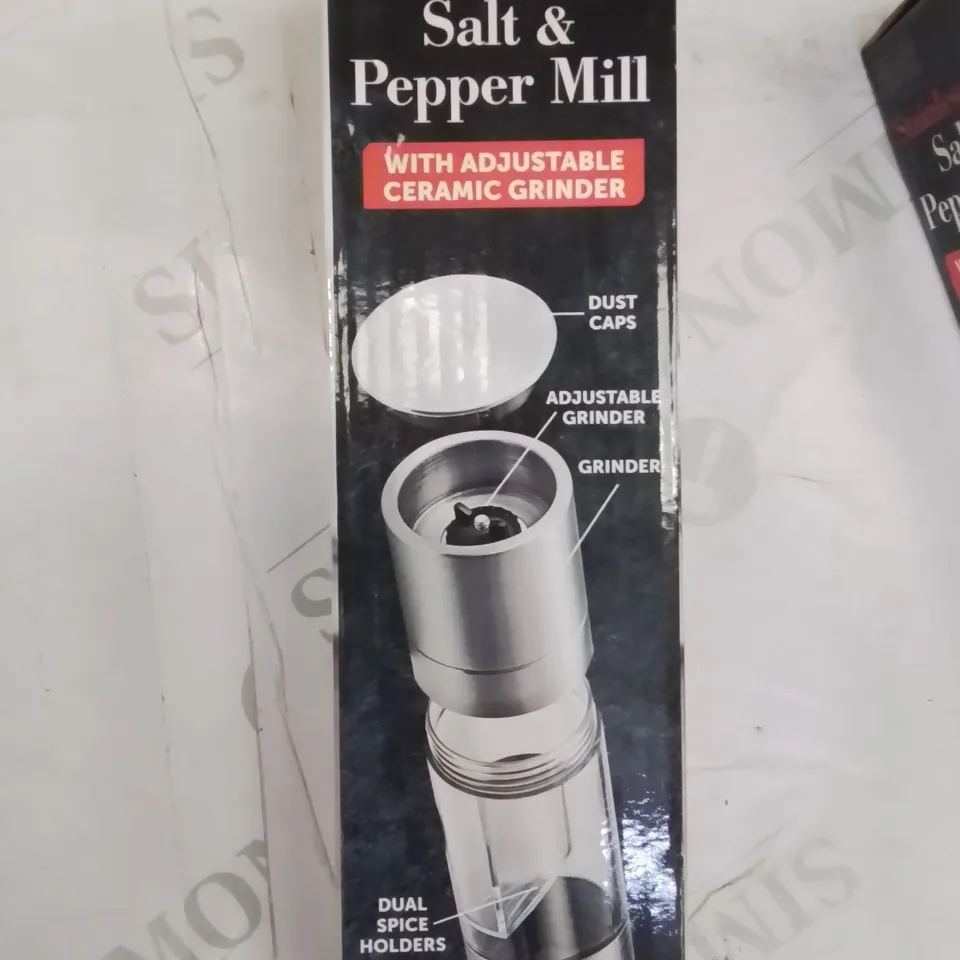 Salt &
Pepper Mill
WITH ADJUSTABLE
CERAMIC GRINDER
DUST
CAPS
ADJUSTABLE
GRINDER
GRINDER
DUAL
SPICE
HOLDERS